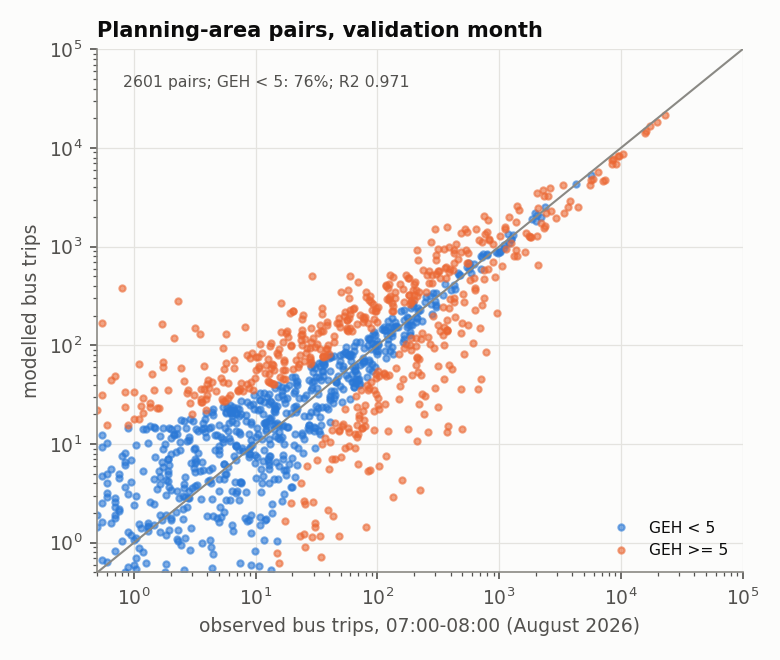 Planning-area pairs, validation month
2601 pairs; GEH < 5: 76%; R2 0.971
modelled bus trips
10^5
10^4
10^3
10^2
10^1
10^0
GEH < 5
GEH >= 5
10^0 10^1 10^2 10^3 10^4 10^5
observed bus trips, 07:00-08:00 (August 2026)